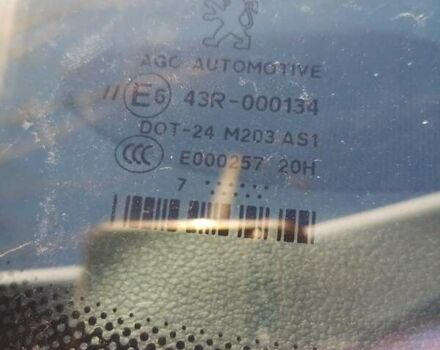 AGC AUTOMOTIVE
//E6 43R-000134
DOT-24 M203 AS1
CCC E000257 20H
7 .......